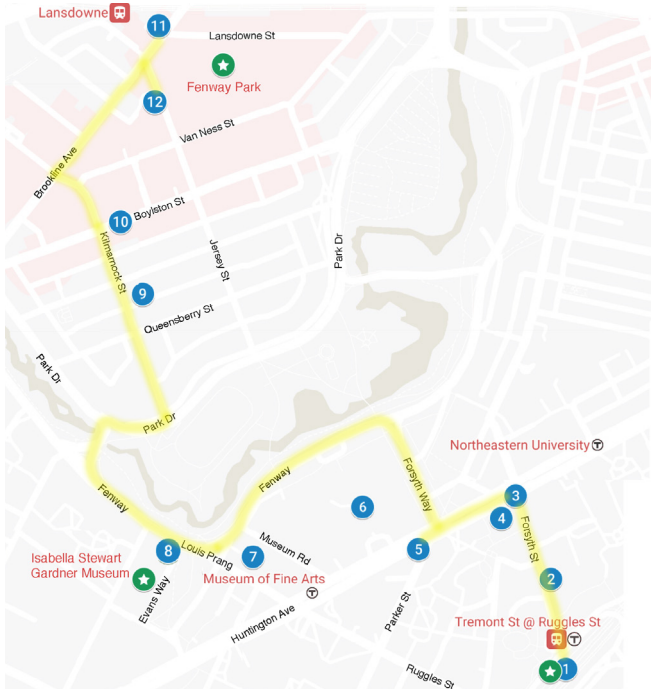 Lansdowne
11
Lansdowne St
Fenway Park
12
Van Ness St
Brookline Ave
10
Boylston St
Kilmarnock St
Jersey St
Park Dr
9
Queensberry St
Park Dr
Park Dr
Fenway
Fenway
Forsyth Way
Northeastern University
T
3
4
Forsyth St
6
5
8
Louis Prang
7
Museum Rd
Isabella Stewart
Gardner Museum
Museum of Fine Arts
T
Evans Way
Huntington Ave
Parker St
2
Tremont St @ Ruggles St
T
Ruggles St
1